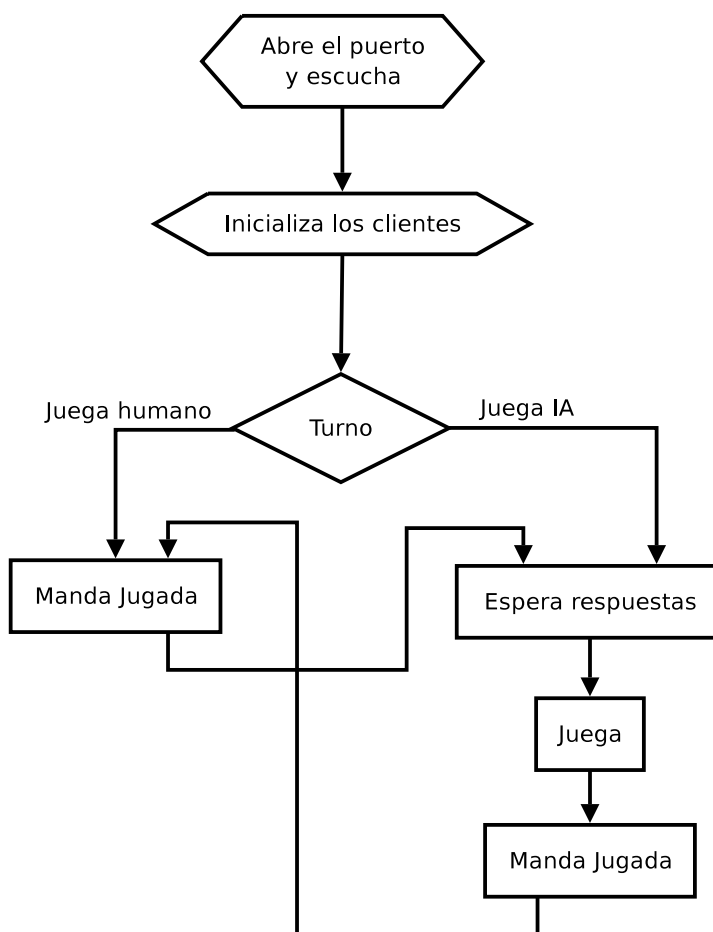 Abre el puerto
y escucha
Inicializa los clientes
Juega humano
Turno
Juega IA
Manda Jugada
Espera respuestas
Juega
Manda Jugada